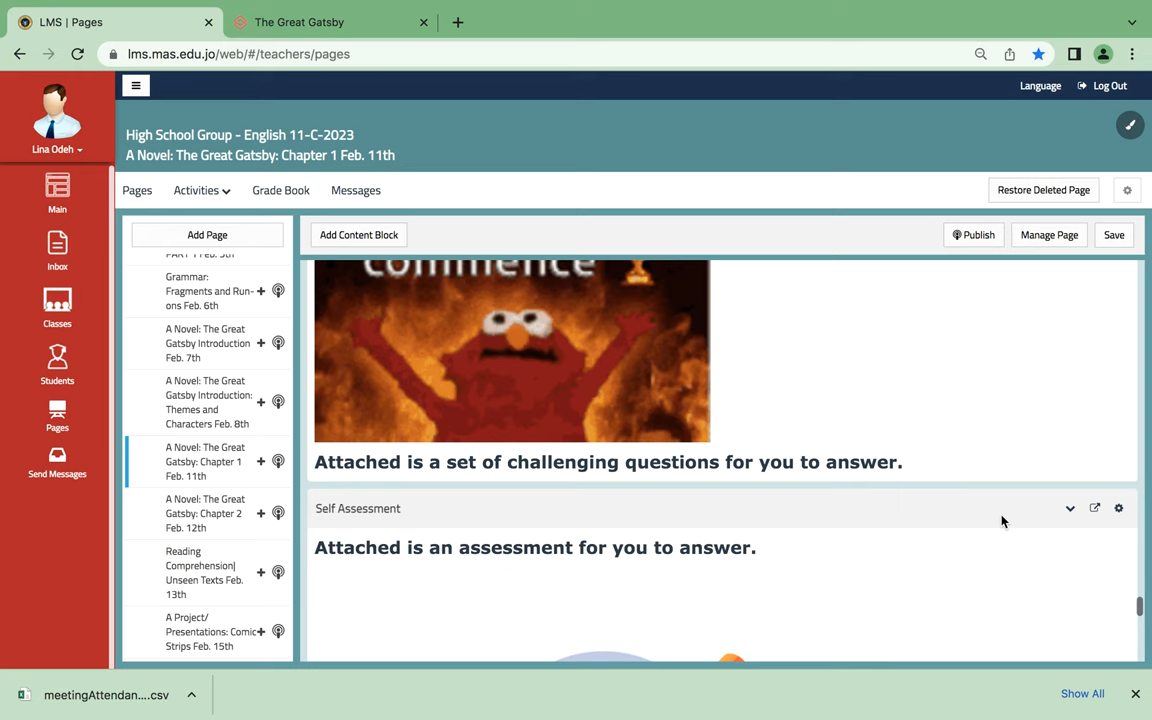 LMS | Pages
The Great Gatsby
lms.mas.edu.jo/web/#/teachers/pages
Language
Log Out
Lina Odeh
High School Group - English 11-C-2023
A Novel: The Great Gatsby: Chapter 1 Feb. 11th
Main
Inbox
Classes
Students
Pages
Send Messages
Pages
Activities
Grade Book
Messages
Restore Deleted Page
Add Page
Add Content Block
Publish
Manage Page
Save
PART 1 Feb. 5th
Grammar:
Fragments and Run-
ons Feb. 6th
A Novel: The Great
Gatsby Introduction
Feb. 7th
A Novel: The Great
Gatsby Introduction:
Themes and
Characters Feb. 8th
A Novel: The Great
Gatsby: Chapter 1
Feb. 11th
A Novel: The Great
Gatsby: Chapter 2
Feb. 12th
Reading
Comprehension|
Unseen Texts Feb.
13th
A Project/
Presentations: Comic
Strips Feb. 15th
commence
Attached is a set of challenging questions for you to answer.
Self Assessment
Attached is an assessment for you to answer.
meetingAttendan....csv
Show All